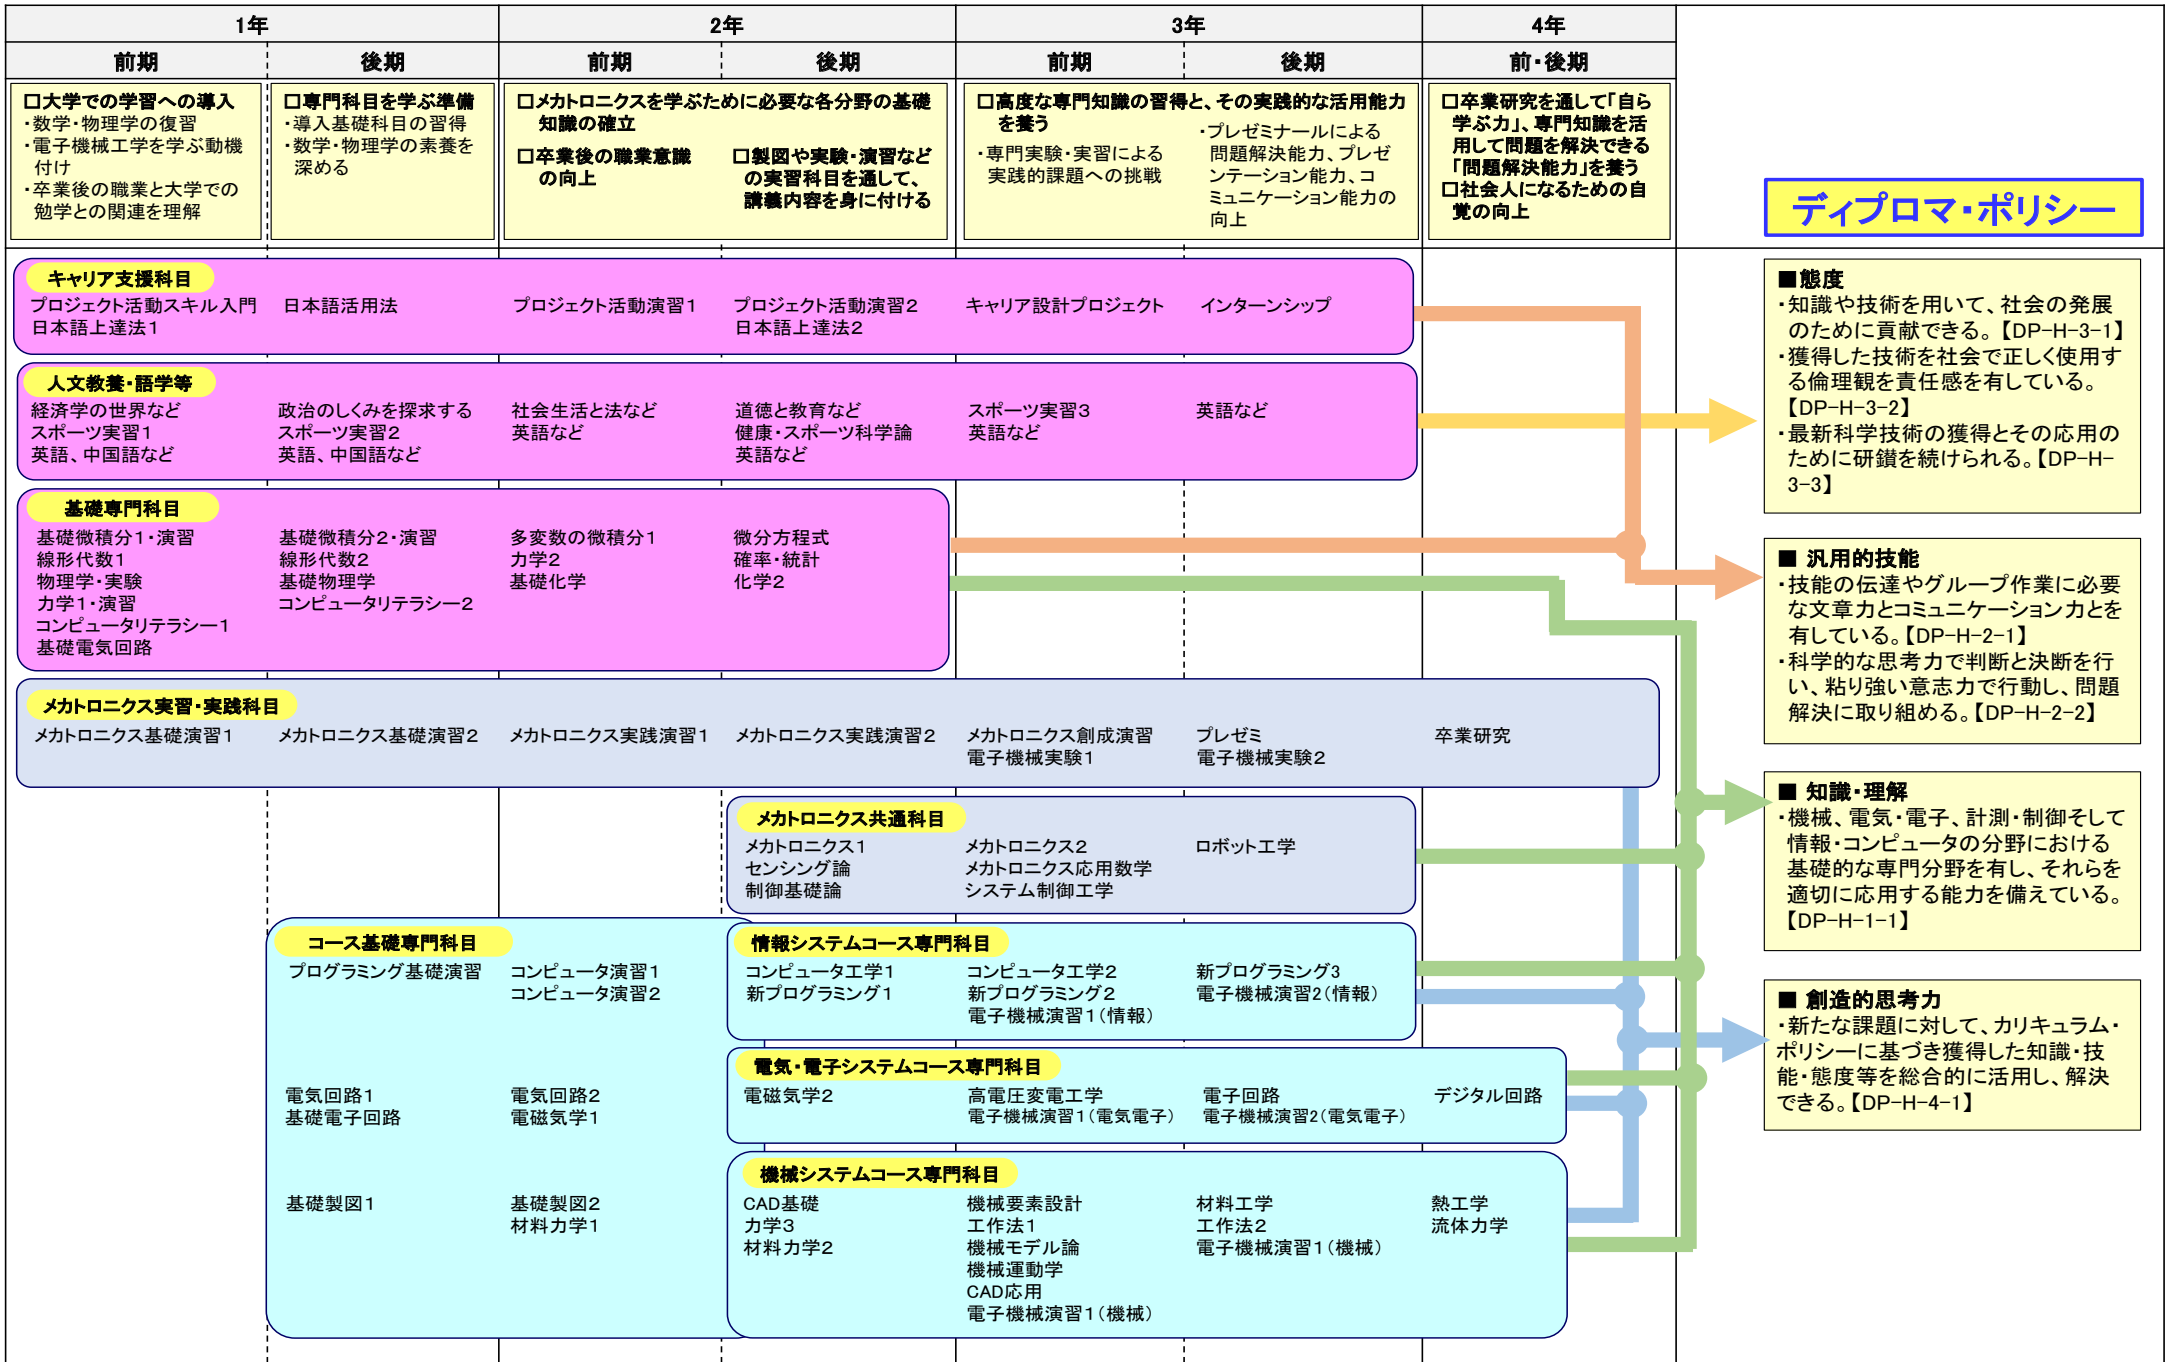 1年
2年
3年
4年
前期
後期
前期
後期
前期
後期
前・後期
□大学での学習への導入
・数学・物理学の復習
・電子機械工学を学ぶ動機
付け
・卒業後の職業と大学での
勉学との関連を理解
□専門科目を学ぶ準備
・導入基礎科目の習得
・数学・物理学の素養を
深める
□メカトロニクスを学ぶために必要な各分野の基礎
知識の確立
□卒業後の職業意識
の向上
□製図や実験・演習など
の実習科目を通して、
講義内容を身に付ける
□高度な専門知識の習得と、その実践的な活用能力
を養う
・専門実験・実習による
実践的課題への挑戦
・プレゼミナールによる
問題解決能力、プレゼ
ンテーション能力、コ
ミュニケーション能力の
向上
□卒業研究を通して「自ら
学ぶ力」、専門知識を活
用して問題を解決できる
「問題解決能力」を養う
□社会人になるための自
覚の向上
ディプロマ・ポリシー
キャリア支援科目
プロジェクト活動スキル入門
日本語上達法1
日本語活用法
プロジェクト活動演習1
プロジェクト活動演習2
日本語上達法2
キャリア設計プロジェクト
インターンシップ
人文教養・語学等
経済学の世界など
スポーツ実習1
英語、中国語など
政治のしくみを探求する
スポーツ実習2
英語、中国語など
社会生活と法など
英語など
道徳と教育など
健康・スポーツ科学論
英語など
スポーツ実習3
英語など
英語など
基礎専門科目
基礎微積分1・演習
線形代数1
物理学・実験
力学1・演習
コンピュータリテラシー1
基礎電気回路
基礎微積分2・演習
線形代数2
基礎物理学
コンピュータリテラシー2
多変数の微積分1
力学2
基礎化学
微分方程式
確率・統計
化学2
メカトロニクス実習・実践科目
メカトロニクス基礎演習1
メカトロニクス基礎演習2
メカトロニクス実践演習1
メカトロニクス実践演習2
メカトロニクス創成演習
電子機械実験1
プレゼミ
電子機械実験2
卒業研究
メカトロニクス共通科目
メカトロニクス1
センシング論
制御基礎論
メカトロニクス2
メカトロニクス応用数学
システム制御工学
ロボット工学
コース基礎専門科目
プログラミング基礎演習
コンピュータ演習1
コンピュータ演習2
電気回路1
基礎電子回路
電気回路2
電磁気学1
基礎製図1
基礎製図2
材料力学1
情報システムコース専門科目
コンピュータ工学1
新プログラミング1
コンピュータ工学2
新プログラミング2
電子機械演習1(情報)
新プログラミング3
電子機械演習2(情報)
電気・電子システムコース専門科目
電磁気学2
高電圧変電工学
電子機械演習1(電気電子)
電子回路
電子機械演習2(電気電子)
デジタル回路
機械システムコース専門科目
CAD基礎
力学3
材料力学2
機械要素設計
工作法1
機械モデル論
機械運動学
CAD応用
電子機械演習1(機械)
材料工学
工作法2
電子機械演習1(機械)
熱工学
流体力学
■態度
・知識や技術を用いて、社会の発展
のために貢献できる。【DP-H-3-1】
・獲得した技術を社会で正しく使用す
る倫理観を責任感を有している。
【DP-H-3-2】
・最新科学技術の獲得とその応用の
ために研鑚を続けられる。【DP-H-
3-3】
■ 汎用的技能
・技能の伝達やグループ作業に必要
な文章力とコミュニケーション力とを
有している。【DP-H-2-1】
・科学的な思考力で判断と決断を行
い、粘り強い意志力で行動し、問題
解決に取り組める。【DP-H-2-2】
■ 知識・理解
・機械、電気・電子、計測・制御そして
情報・コンピュータの分野における
基礎的な専門分野を有し、それらを
適切に応用する能力を備えている。
【DP-H-1-1】
■ 創造的思考力
・新たな課題に対して、カリキュラム・
ポリシーに基づき獲得した知識・技
能・態度等を総合的に活用し、解決
できる。【DP-H-4-1】